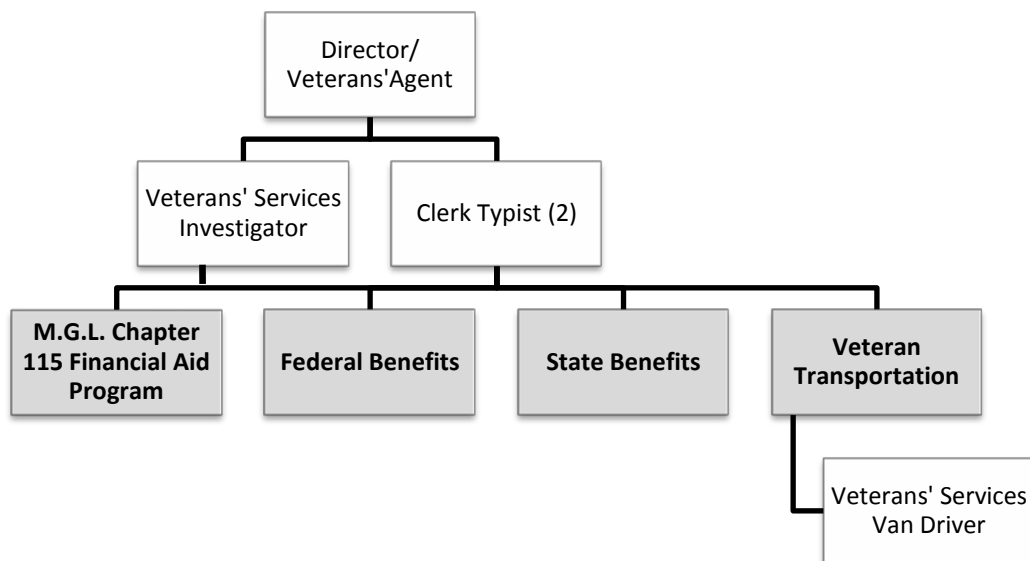 Director/
Veterans'Agent
Veterans' Services
Investigator
Clerk Typist (2)
M.G.L. Chapter
115 Financial Aid
Program
Federal Benefits
State Benefits
Veteran
Transportation
Veterans' Services
Van Driver